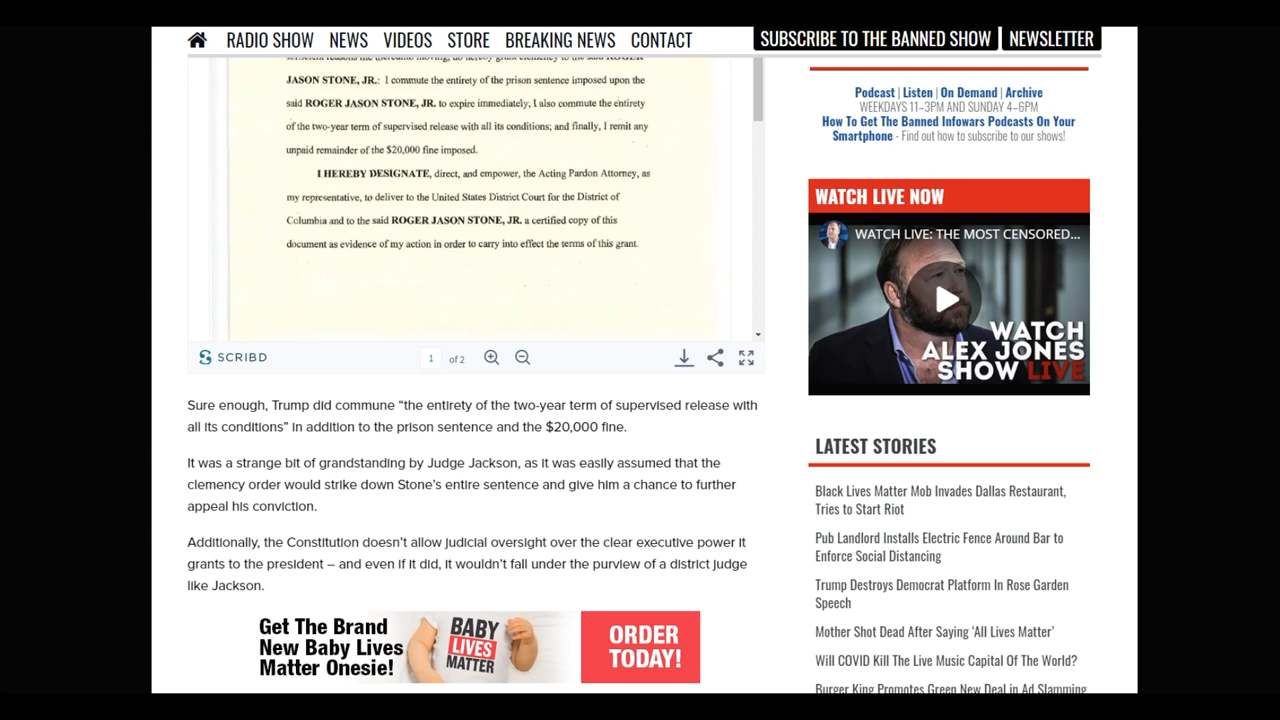 RADIO SHOW NEWS VIDEOS STORE BREAKING NEWS CONTACT SUBSCRIBE TO THE BANNED SHOW NEWSLETTER
JASON STONE, JR.: I commute the entirety of the prison sentence imposed upon the
said ROGER JASON STONE, JR. to expire immediately; I also commute the entirety
of the two-year term of supervised release with all its conditions; and finally, I remit any
unpaid remainder of the $20,000 fine imposed.
I HEREBY DESIGNATE, direct, and empower, the Acting Pardon Attorney, as
my representative, to deliver to the United States District Court for the District of
Columbia and to the said ROGER JASON STONE, JR. a certified copy of this
document as evidence of my action in order to carry into effect the terms of this grant.
SCRIBD 1 of 2
Sure enough, Trump did commute “the entirety of the two-year term of supervised release with
all its conditions” in addition to the prison sentence and the $20,000 fine.
It was a strange bit of grandstanding by Judge Jackson, as it was easily assumed that the
clemency order would strike down Stone’s entire sentence and give him a chance to further
appeal his conviction.
Additionally, the Constitution doesn’t allow judicial oversight over the clear executive power it
grants to the president – and even if it did, it wouldn’t fall under the purview of a district judge
like Jackson.
Get The Brand
New Baby Lives
Matter Onesie!
BABY
LIVES
MATTER
ORDER
TODAY!
Podcast | Listen | On Demand | Archive
WEEKDAYS 11–3PM AND SUNDAY 4–6PM
How To Get The Banned Infowars Podcasts On Your
Smartphone - Find out how to subscribe to our shows!
WATCH LIVE NOW
WATCH LIVE: THE MOST CENSORED...
WATCH
ALEX JONES
SHOW LIVE
LATEST STORIES
Black Lives Matter Mob Invades Dallas Restaurant,
Tries to Start Riot
Pub Landlord Installs Electric Fence Around Bar to
Enforce Social Distancing
Trump Destroys Democrat Platform In Rose Garden
Speech
Mother Shot Dead After Saying ‘All Lives Matter’
Will COVID Kill The Live Music Capital Of The World?
Burger King Promotes Green New Deal in Ad Slamming